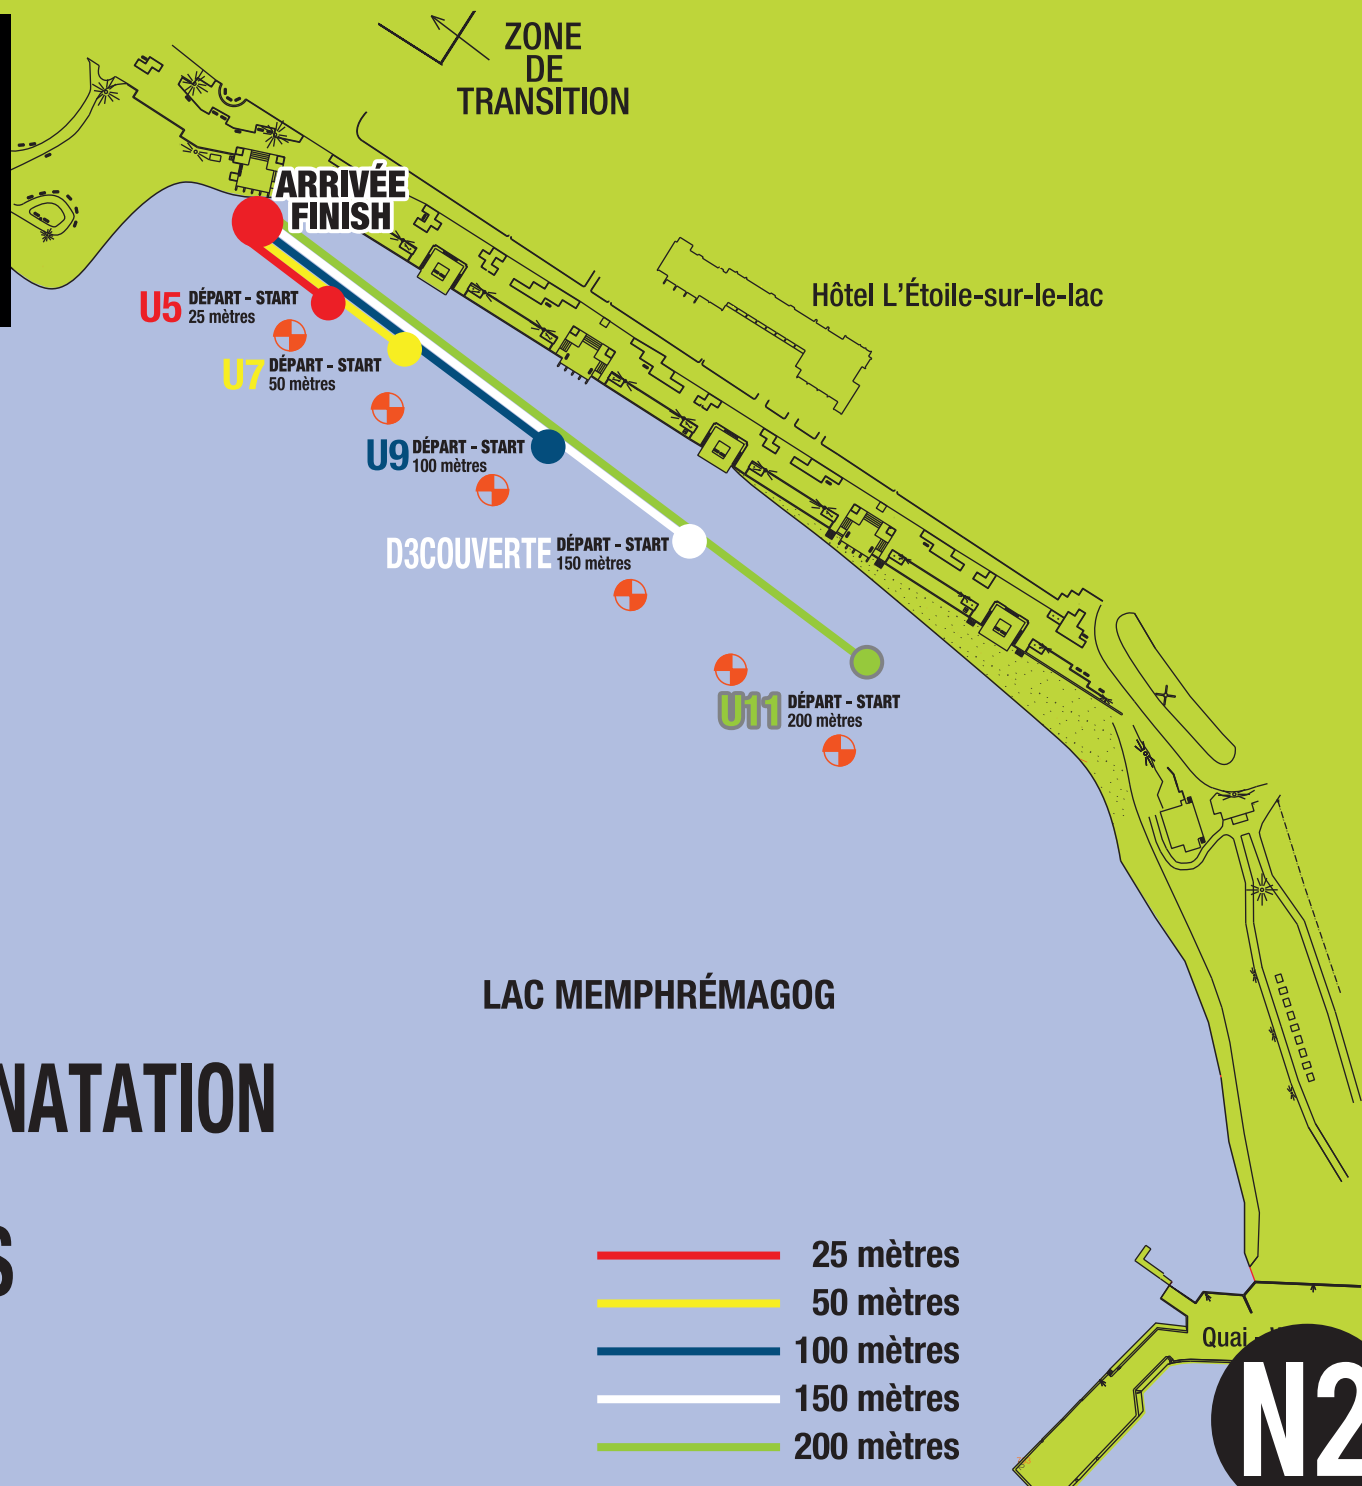 ZONE
DE
TRANSITION
ARRIVÉE
FINISH
Hôtel L'Étoile-sur-le-lac
U5 DÉPART - START
25 mètres
U7 DÉPART - START
50 mètres
U9 DÉPART - START
100 mètres
D3COUVERTE DÉPART - START
150 mètres
U11 DÉPART - START
200 mètres
LAC MEMPHRÉMAGOG
NATATION
S
25 mètres
50 mètres
100 mètres
150 mètres
200 mètres
Quai
N2